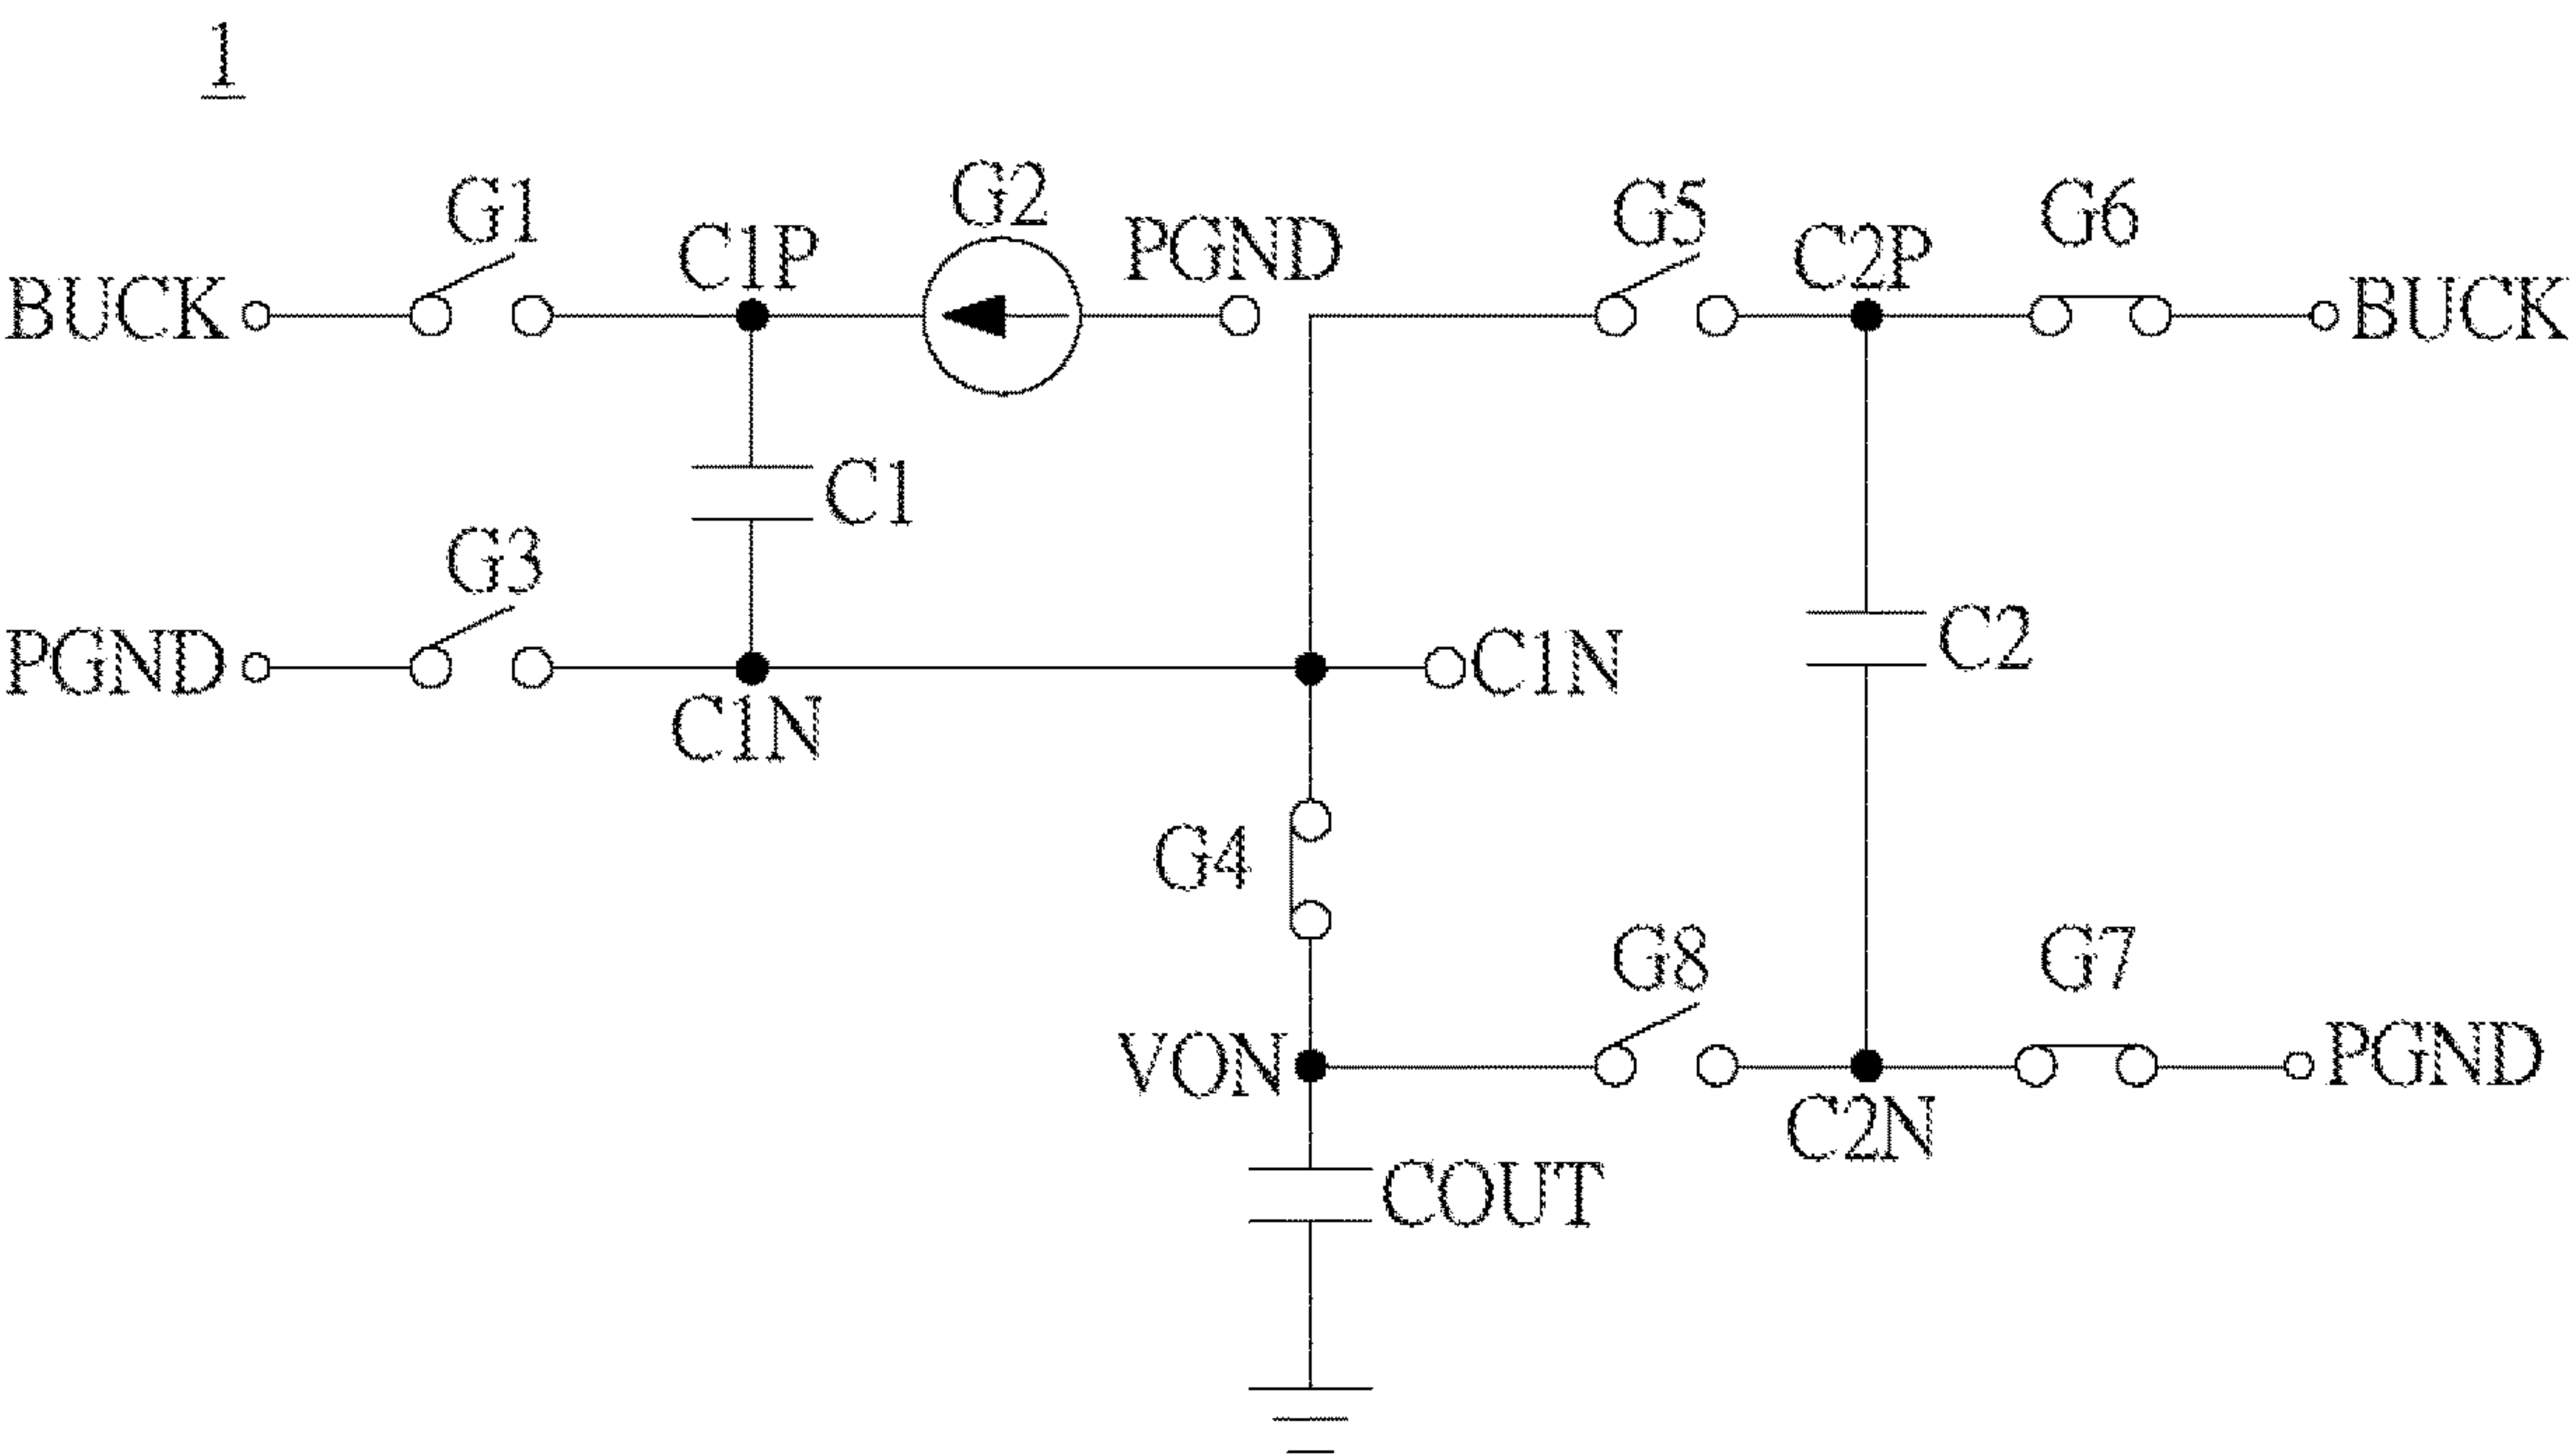 1
G1
C1P
G2
PGND
G5
C2P
G6
BUCK
BUCK
C1
G3
PGND
C1N
C1N
C2
G4
G8
G7
VON
C2N
PGND
COUT